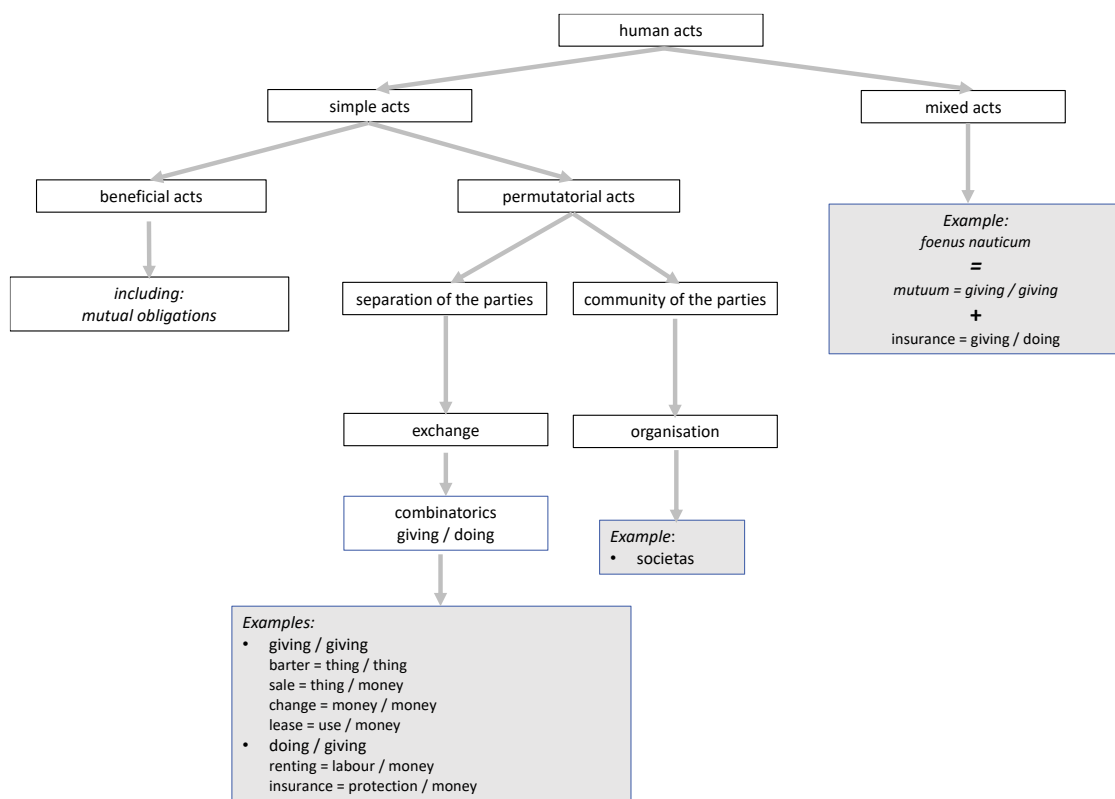 human acts
simple acts
mixed acts
beneficial acts
permutatorial acts
Example:
foenus nauticum
=
mutuum = giving / giving
+
insurance = giving / doing
including:
mutual obligations
separation of the parties
community of the parties
exchange
organisation
combinatorics
giving / doing
Example:
• societas
Examples:
• giving / giving
barter = thing / thing
sale = thing / money
change = money / money
lease = use / money
• doing / giving
renting = labour / money
insurance = protection / money